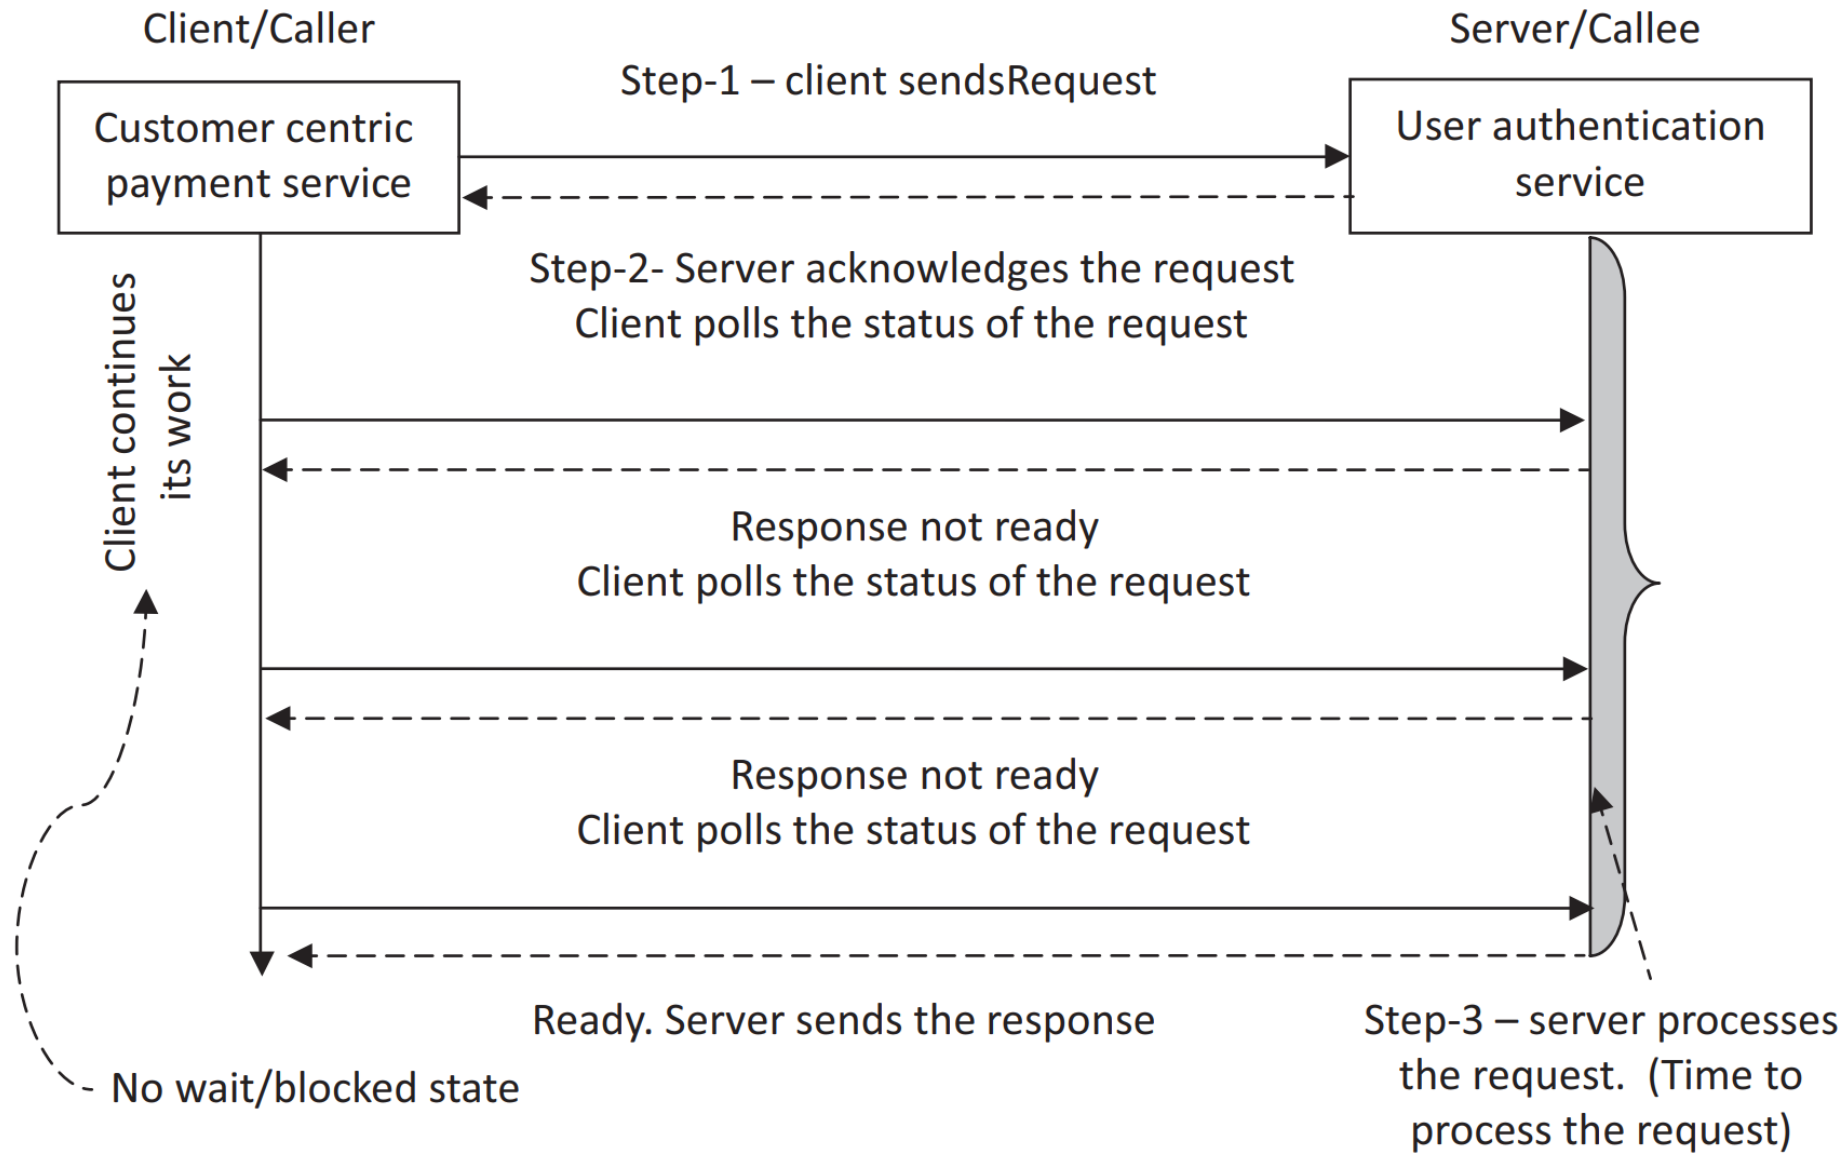 Client/Caller
Server/Callee
Step-1 – client sendsRequest
Customer centric
payment service
User authentication
service
Step-2- Server acknowledges the request
Client polls the status of the request
Client continues
its work
Response not ready
Client polls the status of the request
Response not ready
Client polls the status of the request
Ready. Server sends the response
Step-3 – server processes
the request. (Time to
process the request)
No wait/blocked state